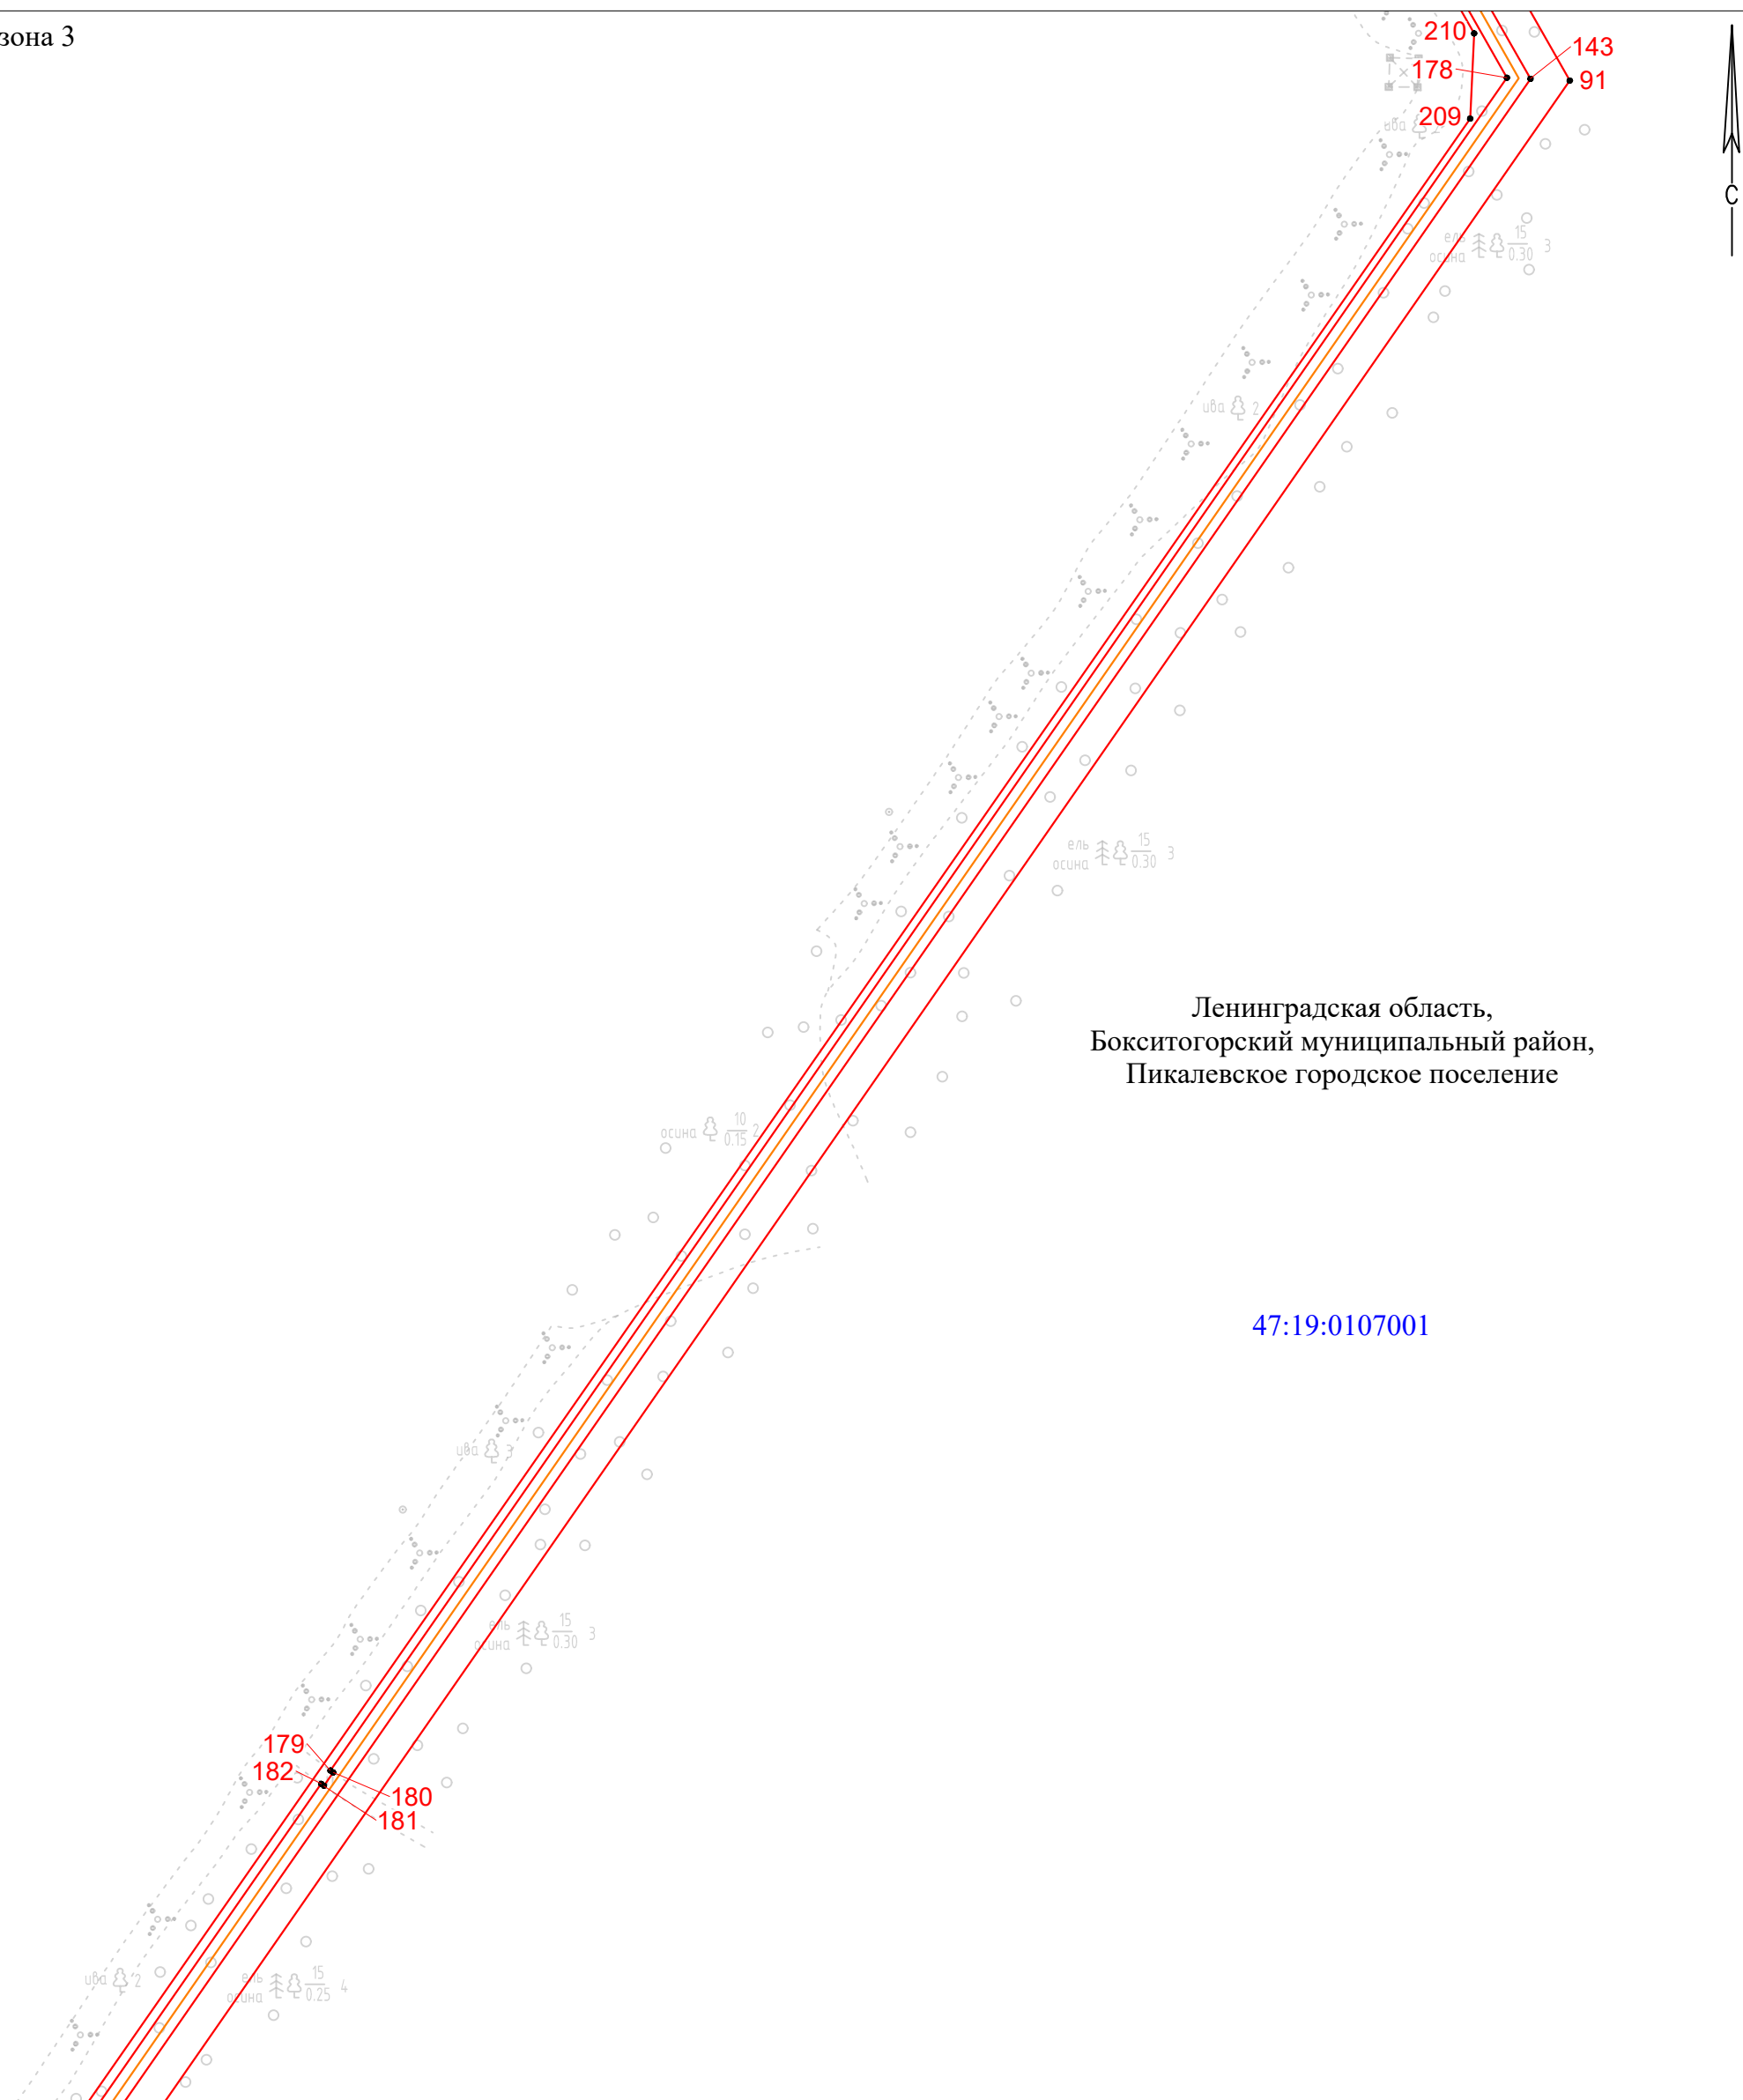 зона 3
210
143
178
91
209
ива 2
С
ель 15 3
осина 0.30
ива 2
ель 15 3
осина 0.30
Ленинградская область,
Бокситогорский муниципальный район,
Пикалевское городское поселение
осина 10 2
0.15
47:19:0107001
ива 3
ель 15 3
осина 0.30
179
182
180
181
ива 2
ель 15 4
осина 0.25